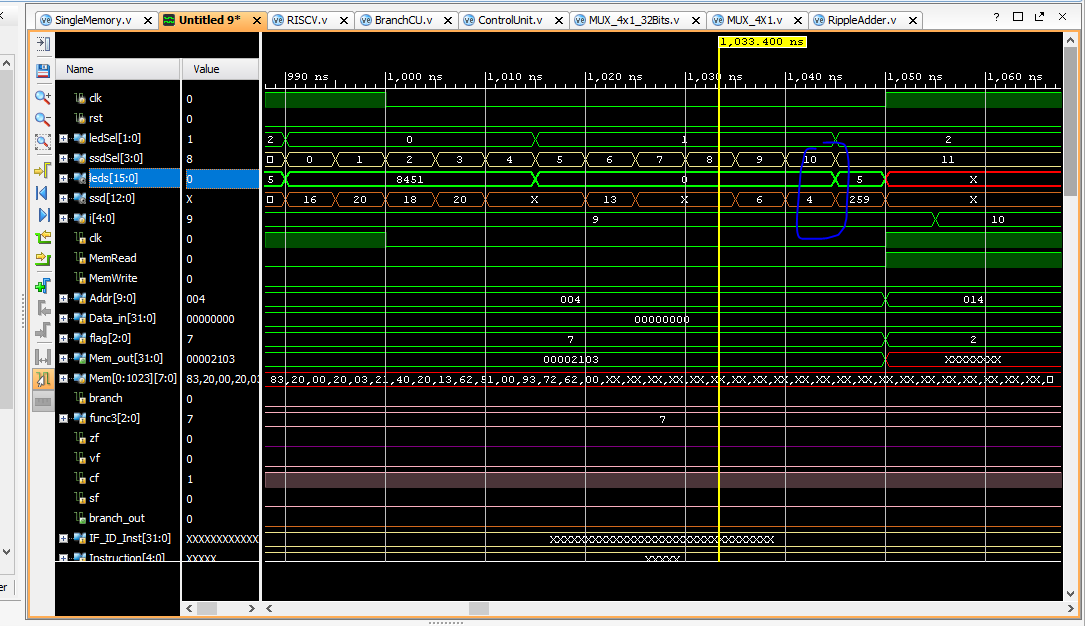 SingleMemory.v Untitled 9* RISCV.v BranchCU.v ControlUnit.v MUX_4x1_32Bits.v MUX_4X1.v RippleAdder.v
1,033.400 ns
Name Value
990 ns 1,000 ns 1,010 ns 1,020 ns 1,030 ns 1,040 ns 1,050 ns 1,060 ns
clk 0
rst 0
ledSel[1:0] 1 2 0 1 2
ssdSel[3:0] 8 0 1 2 3 4 5 6 7 8 9 10 11
leds[15:0] 0 5 8451 0 5 X
ssd[12:0] X 16 20 18 20 X 13 X 6 4 259 X
i[4:0] 9 9 10
clk 0
MemRead 0
MemWrite 0
Addr[9:0] 004 004 014
Data_in[31:0] 00000000 00000000
flag[2:0] 7 7 2
Mem_out[31:0] 00002103 00002103 XXXXXXXX
Mem[0:1023][7:0] 83,20,00,20,03 83,20,00,20,03,21,40,20,13,62,51,00,93,72,62,00,XX,XX,XX,XX,XX,XX,XX,XX,XX,XX,XX,XX,XX,XX,XX,XX,XX,XX,XX,XX
branch 0
func3[2:0] 7 7
zf 0
vf 0
cf 1
sf 0
branch_out 0
IF_ID_Inst[31:0] XXXXXXXXXXXX XXXXXXXXXXXXXXXXXXXXXXXXXXXXXXXX
Instruction[4:0] XXXXX XXXXX
er